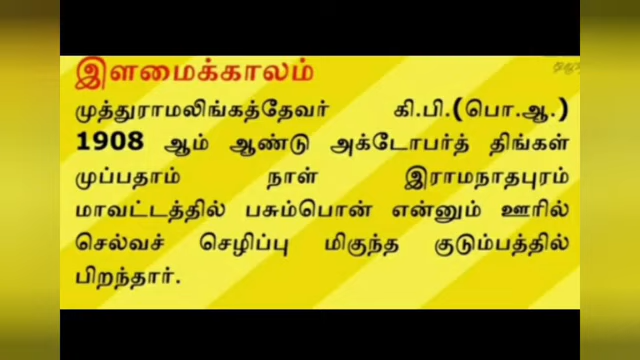 இளமைக்காலம்
முத்துராமலிங்கத்தேவர் கி.பி.(பொ.ஆ.)
1908 ஆம் ஆண்டு அக்டோபர்த் திங்கள்
முப்பதாம் நாள் இராமநாதபுரம்
மாவட்டத்தில் பசும்பொன் என்னும் ஊரில்
செல்வச் செழிப்பு மிகுந்த குடும்பத்தில்
பிறந்தார்.